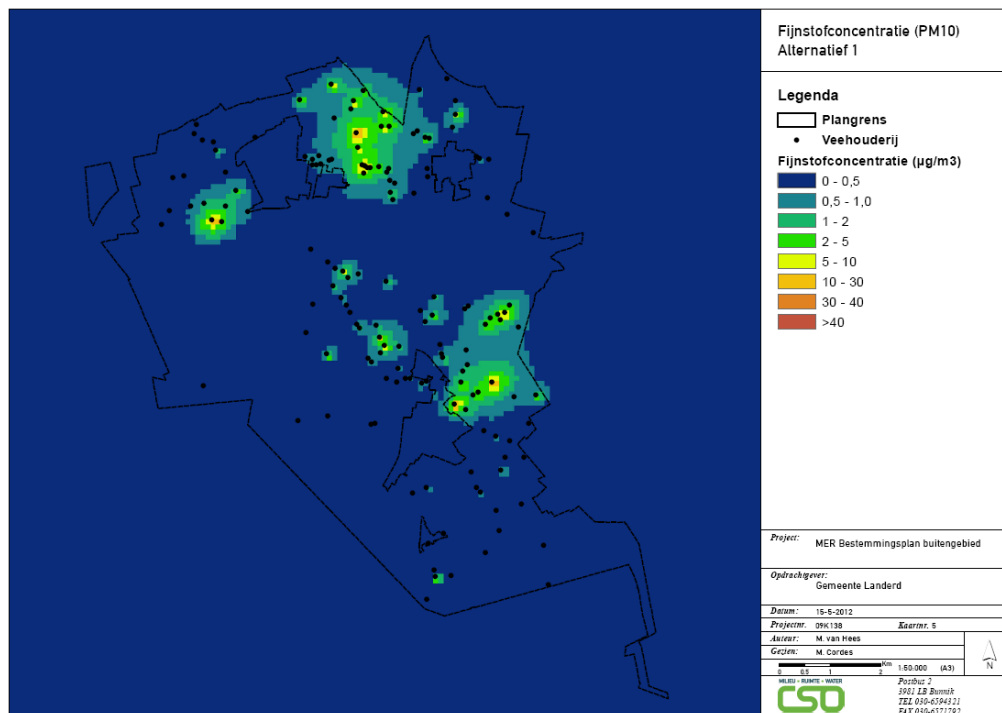 Fijnstofconcentratie (PM10)
Alternatief 1
Legenda
Plangrens
Veehouderij
Fijnstofconcentratie (µg/m3)
0 - 0,5
0,5 - 1,0
1 - 2
2 - 5
5 - 10
10 - 30
30 - 40
>40
Project: MER Bestemmingsplan buitengebied
Opdrachtgever:
Gemeente Landerd
Datum: 15-5-2012
Projectnr. 09K138 Kaartnr. 5
Auteur: M. van Hees
Gezien: M. Cordes
Km
0 0,5 1 2
1:50.000 (A3)
N
MILIEU • RUIMTE • WATER
CSO
Postbus 2
3981 LB Bunnik
TEL 030-6594321
FAX 030-6571792